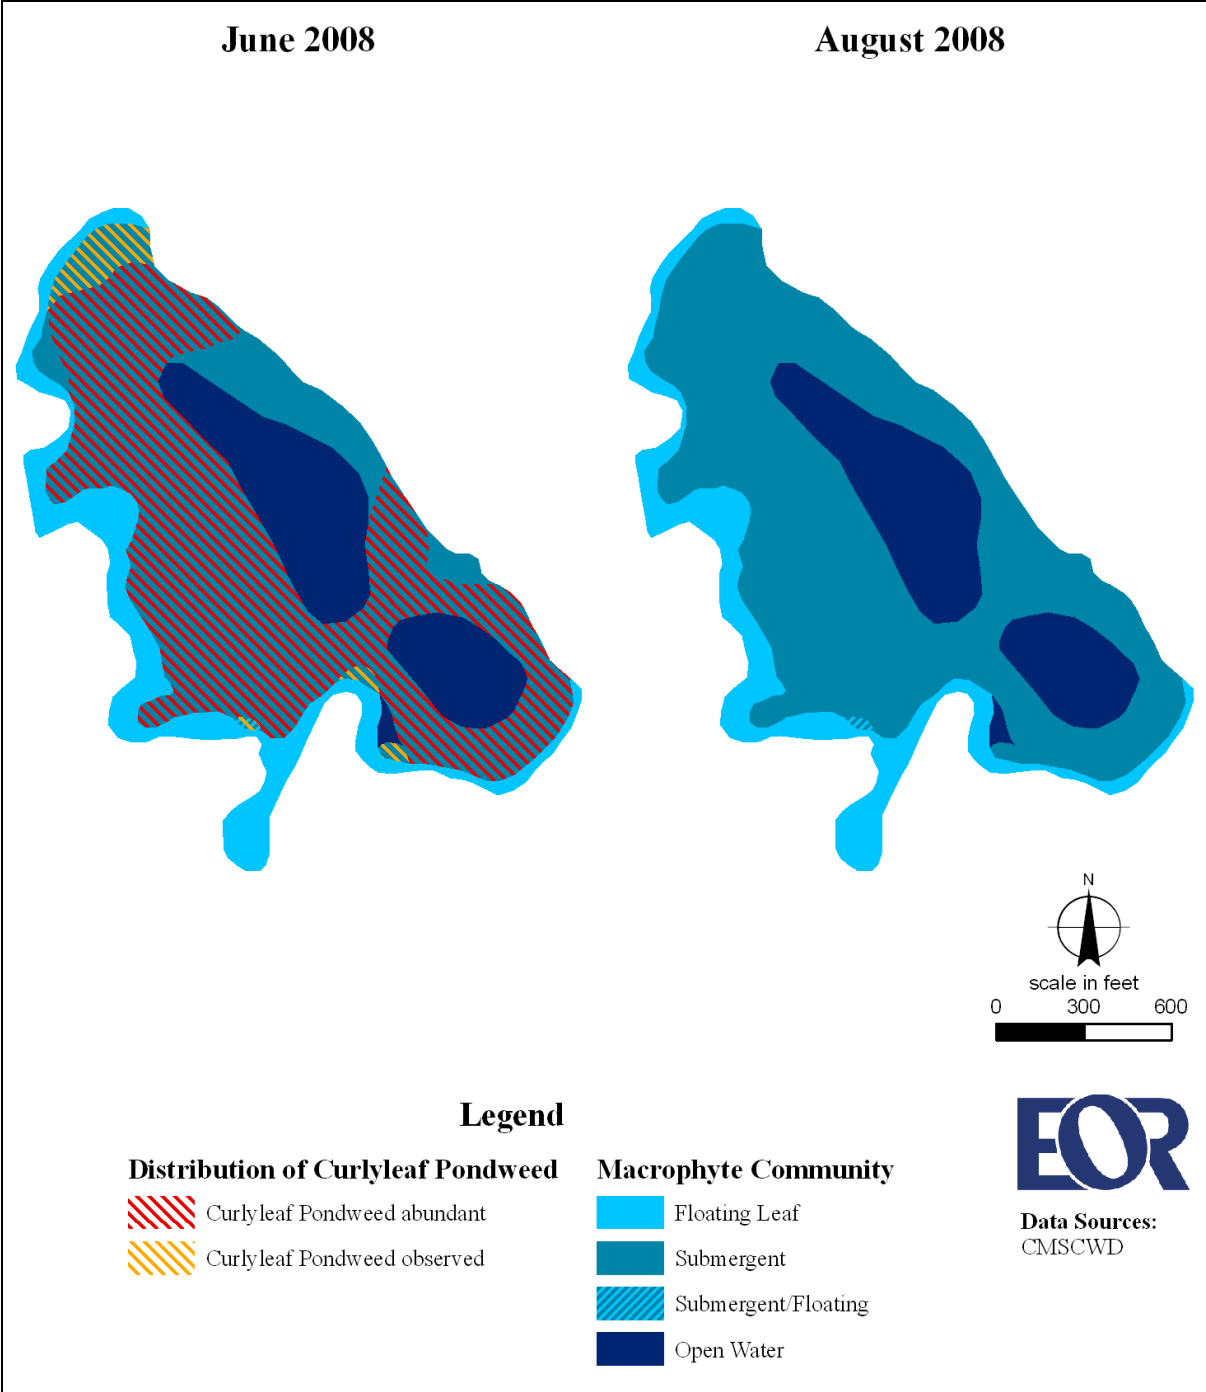 June 2008
August 2008
N
scale in feet
0 300 600
Legend
Distribution of Curlyleaf Pondweed
Curlyleaf Pondweed abundant
Curlyleaf Pondweed observed
Macrophyte Community
Floating Leaf
Submergent
Submergent/Floating
Open Water
EOR
Data Sources:
CMSCWD